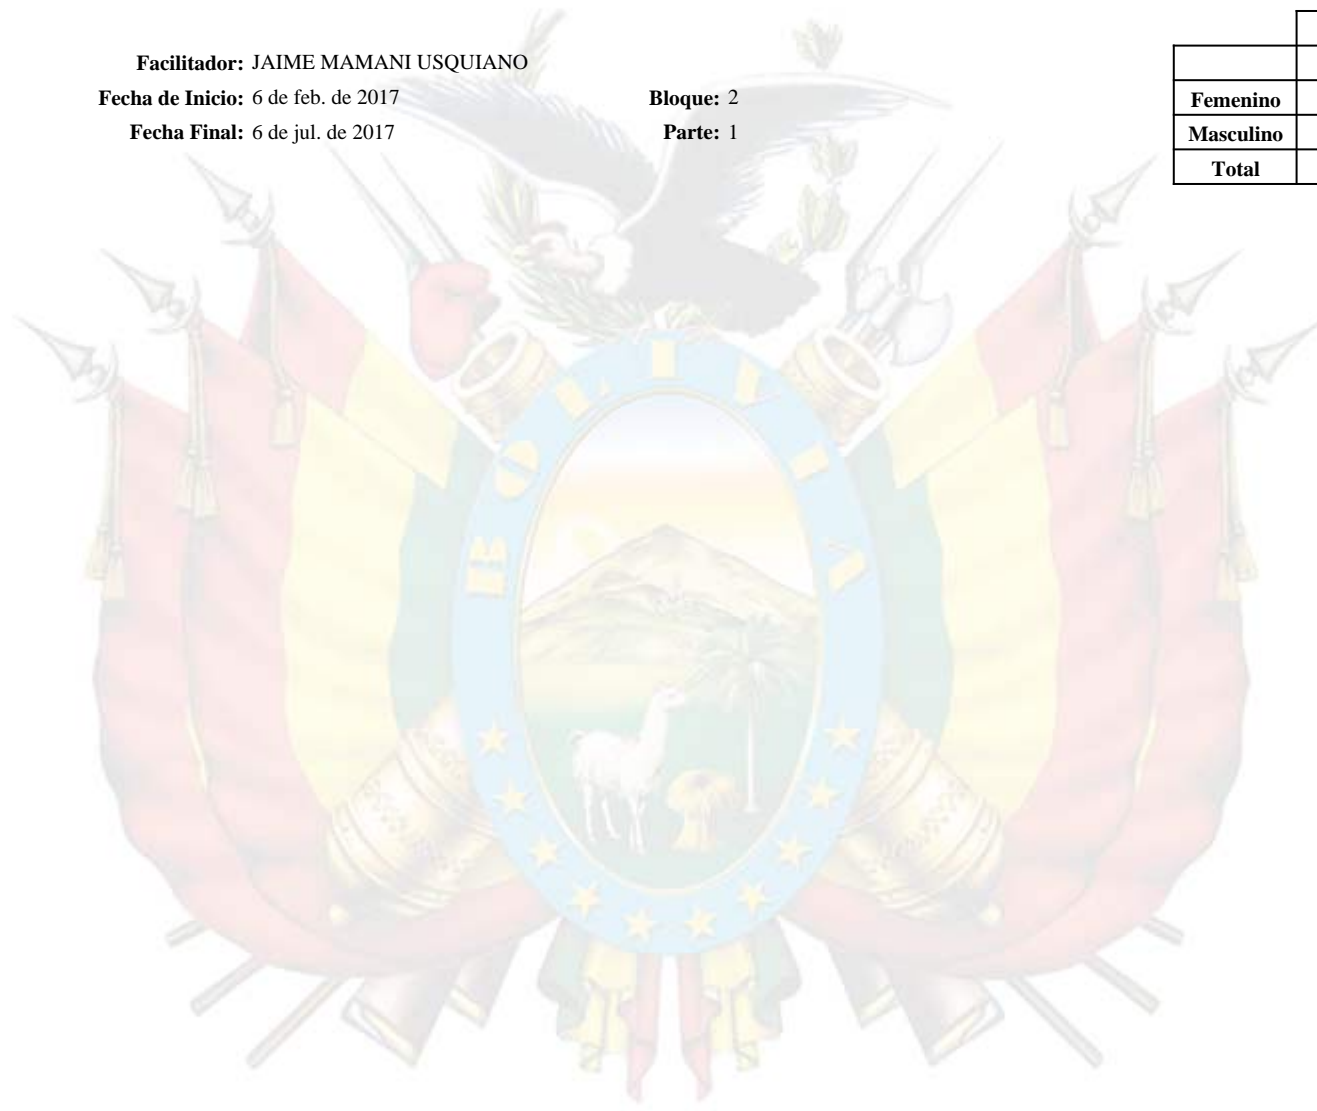 Facilitador: JAIME MAMANI USQUIANO
Fecha de Inicio: 6 de feb. de 2017 Bloque: 2
Fecha Final: 6 de jul. de 2017 Parte: 1
Femenino
Masculino
Total
BOLIVIA